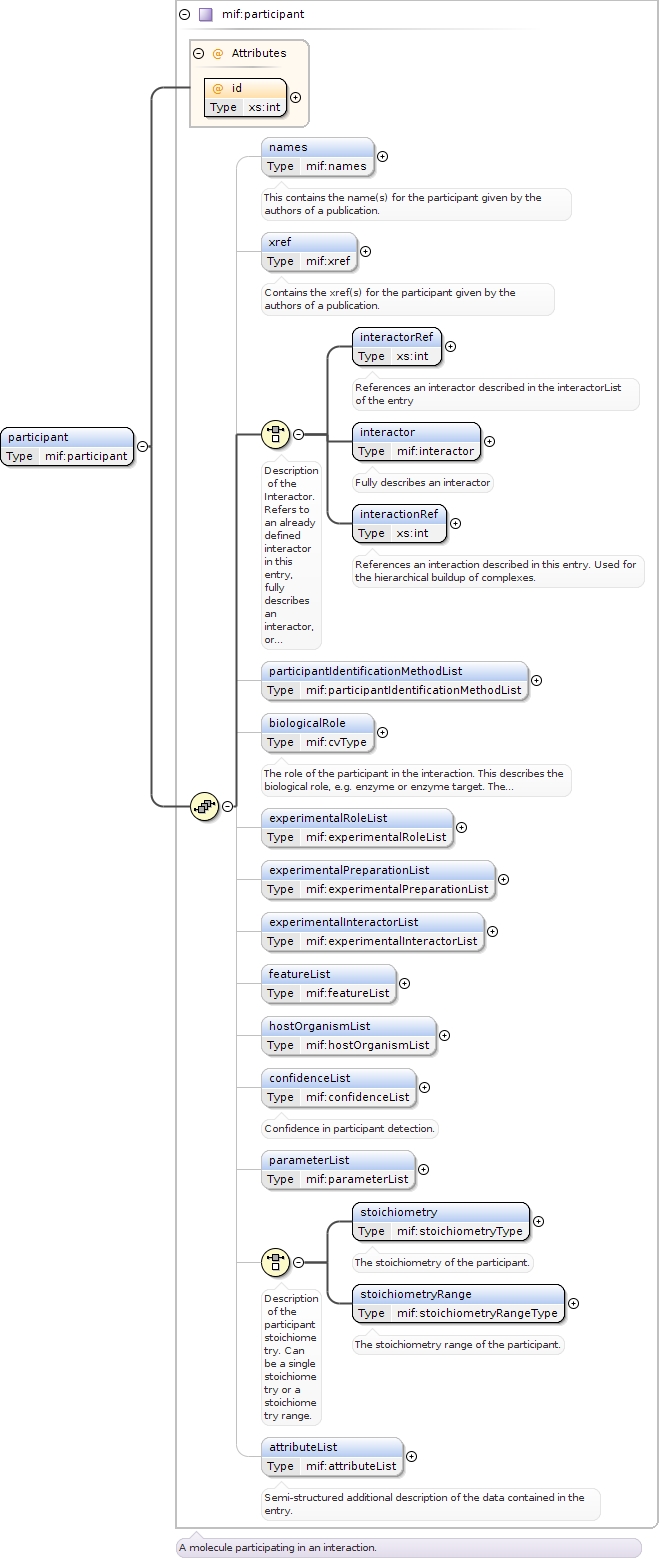 mif:participant
@ Attributes
@ id
Type xs:int
names
Type mif:names
This contains the name(s) for the participant given by the
authors of a publication.
xref
Type mif:xref
Contains the xref(s) for the participant given by the
authors of a publication.
interactorRef
Type xs:int
References an interactor described in the interactorList
of the entry
participant
Type mif:participant
interactor
Type mif:interactor
Fully describes an interactor
interactionRef
Type xs:int
References an interaction described in this entry. Used for
the hierarchical buildup of complexes.
Description
of the
Interactor.
Refers to
an already
defined
interactor
in this
entry,
fully
describes
an
interactor,
or...
participantIdentificationMethodList
Type mif:participantIdentificationMethodList
biologicalRole
Type mif:cvType
The role of the participant in the interaction. This describes the
biological role, e.g. enzyme or enzyme target. The...
experimentalRoleList
Type mif:experimentalRoleList
experimentalPreparationList
Type mif:experimentalPreparationList
experimentalInteractorList
Type mif:experimentalInteractorList
featureList
Type mif:featureList
hostOrganismList
Type mif:hostOrganismList
confidenceList
Type mif:confidenceList
Confidence in participant detection.
parameterList
Type mif:parameterList
stoichiometry
Type mif:stoichiometryType
The stoichiometry of the participant.
stoichiometryRange
Type mif:stoichiometryRangeType
The stoichiometry range of the participant.
Description
of the
participant
stoichiome
try. Can
be a single
stoichiome
try or a
stoichiome
try range.
attributeList
Type mif:attributeList
Semi-structured additional description of the data contained in the
entry.
A molecule participating in an interaction.